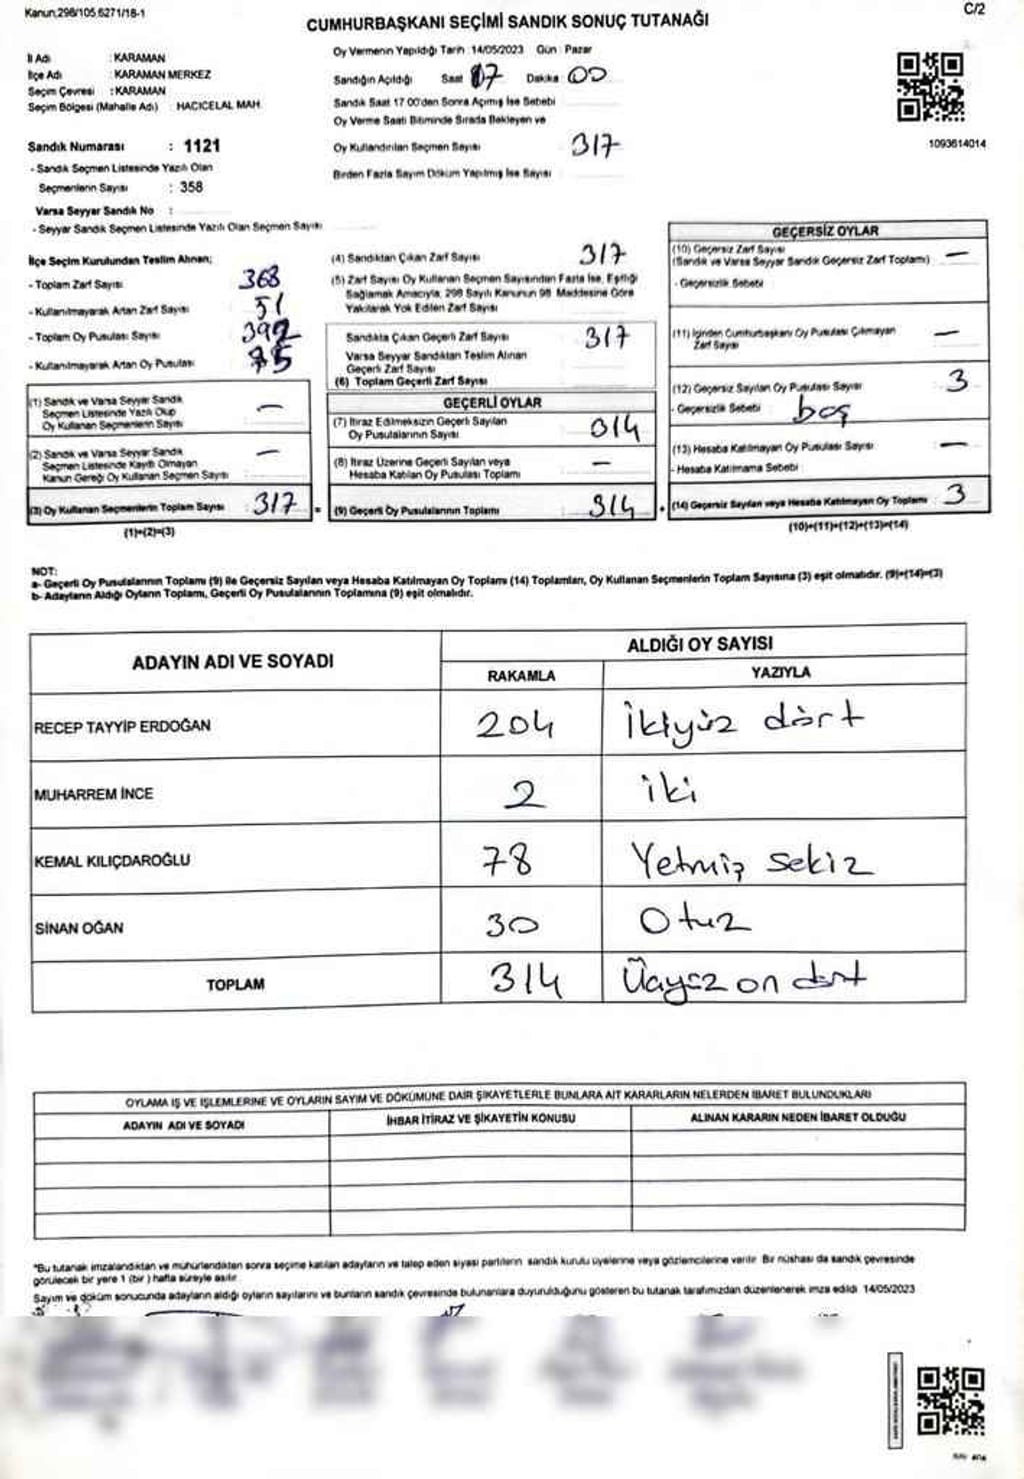 Kanun;298/105.6271/18-1
C/2
CUMHURBAŞKANI SEÇİMİ SANDIK SONUÇ TUTANAĞI
İl Adı : KARAMAN
İlçe Adı : KARAMAN MERKEZ
Seçim Çevresi : KARAMAN
Seçim Bölgesi (Mahalle Adı) : HACICELAL MAH.
Oy Vermenin Yapıldığı Tarih :14/05/2023 Gün : Pazar
Sandığın Açıldığı Saat 17 Dakika 00
Sandık Saat 17:00'den Sonra Açılmış İse Sebebi
Oy Verme Saati Bitiminde Sırada Bekleyen ve
Oy Kullandırılan Seçmen Sayısı 317
Birden Fazla Sayım Döküm Yapılmış İse Sayısı
1093614014
Sandık Numarası : 1121
- Sandık Seçmen Listesinde Yazılı Olan
Seçmenlerin Sayısı : 358
Varsa Seyyar Sandık No :
- Seyyar Sandık Seçmen Listesinde Yazılı Olan Seçmen Sayısı
İlçe Seçim Kurulundan Teslim Alınan;
- Toplam Zarf Sayısı 368
- Kullanılmayarak Artan Zarf Sayısı 51
- Toplam Oy Pusulası Sayısı 392
- Kullanılmayarak Artan Oy Pusulası
(1) Sandık ve Varsa Seyyar Sandık
Seçmen Listesinde Yazılı Olup
Oy Kullanan Seçmenlerin Sayısı —
(2) Sandık ve Varsa Seyyar Sandık
Seçmen Listesinde Kayıtlı Olmayan
Kanun Gereği Oy Kullanan Seçmen Sayısı —
(3) Oy Kullanan Seçmenlerin Toplam Sayısı 317 =
(1)+(2)=(3)
(4) Sandıktan Çıkan Zarf Sayısı 317
(5) Zarf Sayısı Oy Kullanan Seçmen Sayısından Fazla İse, Eşitliği
Sağlamak Amacıyla, 298 Sayılı Kanunun 98. Maddesine Göre
Yakılarak Yok Edilen Zarf Sayısı
Sandıkta Çıkan Geçerli Zarf Sayısı 317
Varsa Seyyar Sandıktan Teslim Alınan
Geçerli Zarf Sayısı
(6) Toplam Geçerli Zarf Sayısı
GEÇERLİ OYLAR
(7) İtiraz Edilmeksizin Geçerli Sayılan
Oy Pusulalarının Sayısı 314
(8) İtiraz Üzerine Geçerli Sayılan veya
Hesaba Katılan Oy Pusulası Toplamı —
(9) Geçerli Oy Pusulalarının Toplamı 314 +
GEÇERSİZ OYLAR
(10) Geçersiz Zarf Sayısı
(Sandık ve Varsa Seyyar Sandık Geçersiz Zarf Toplamı) —
- Geçersizlik Sebebi
(11) İçinden Cumhurbaşkanı Oy Pusulası Çıkmayan
Zarf Sayısı —
(12) Geçersiz Sayılan Oy Pusulası Sayısı 3
- Geçersizlik Sebebi boş
(13) Hesaba Katılmayan Oy Pusulası Sayısı —
- Hesaba Katılmama Sebebi :
(14) Geçersiz Sayılan veya Hesaba Katılmayan Oy Toplamı 3
(10)+(11)+(12)+(13)=(14)
NOT:
a- Geçerli Oy Pusulalarının Toplamı (9) ile Geçersiz Sayılan veya Hesaba Katılmayan Oy Toplamı (14) Toplamları, Oy Kullanan Seçmenlerin Toplam Sayısına (3) eşit olmalıdır. (9)+(14)=(3)
b- Adayların Aldığı Oyların Toplamı, Geçerli Oy Pusulalarının Toplamına (9) eşit olmalıdır.
ADAYIN ADI VE SOYADI
ALDIĞI OY SAYISI
RAKAMLA YAZIYLA
RECEP TAYYİP ERDOĞAN 204 İkiyüz dört
MUHARREM İNCE 2 iki
KEMAL KILIÇDAROĞLU 78 Yetmiş sekiz
SİNAN OĞAN 30 Otuz
TOPLAM 314 Üçyüz on dört
OYLAMA İŞ VE İŞLEMLERİNE VE OYLARIN SAYIM VE DÖKÜMÜNE DAİR ŞİKAYETLERLE BUNLARA AİT KARARLARIN NELERDEN İBARET BULUNDUKLARI
ADAYIN ADI VE SOYADI İHBAR İTİRAZ VE ŞİKAYETİN KONUSU ALINAN KARARIN NEDEN İBARET OLDUĞU
*Bu tutanak imzalandıktan ve mühürlendikten sonra seçime katılan adayların ve talep eden siyasi partilerin sandık kurulu üyelerine veya gözlemcilerine verilir. Bir nüshası da sandık çevresinde
görülecek bir yere 1 (bir ) hafta süreyle asılır.
Sayım ve döküm sonucunda adayların aldığı oyların sayılarını ve bunların sandık çevresinde bulunanlara duyurulduğunu gösteren bu tutanak tarafımızdan düzenlenerek imza edildi. 14/05/2023